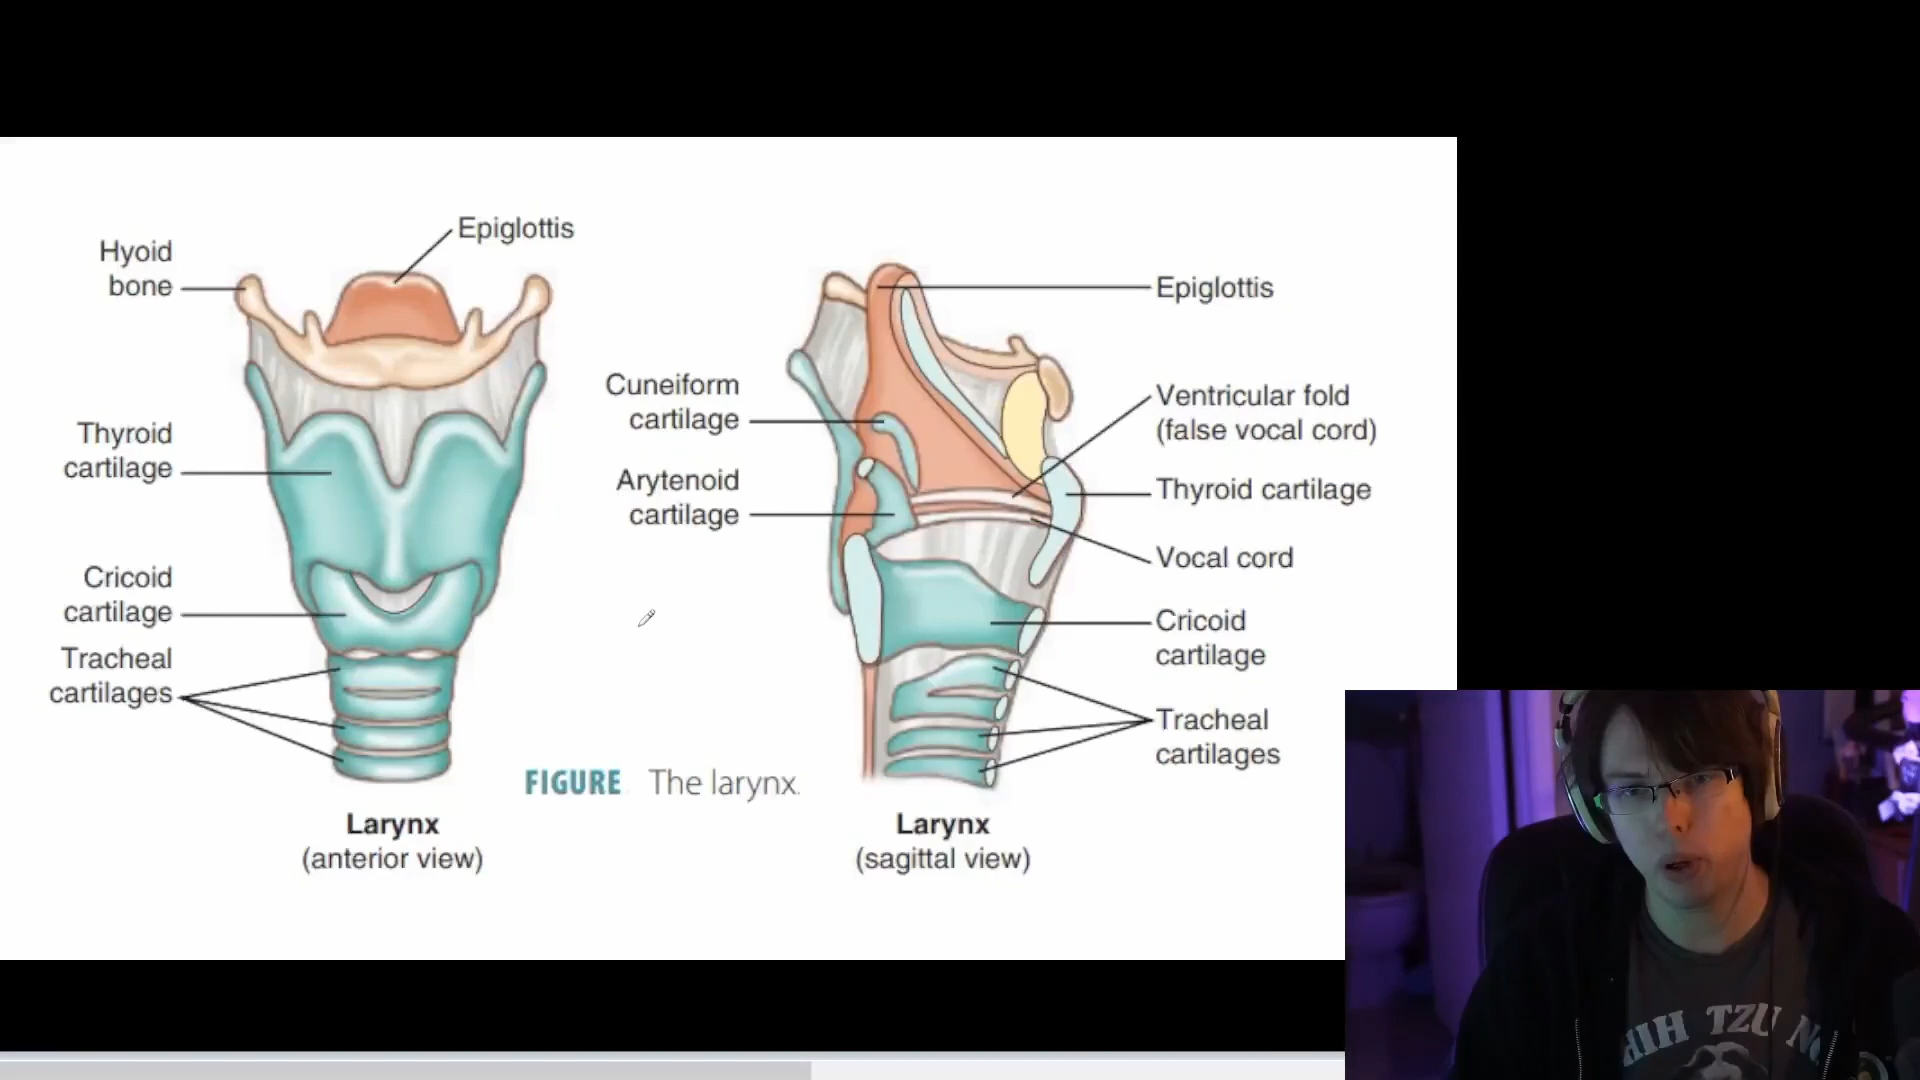 Epiglottis
Hyoid
bone
Thyroid
cartilage
Cricoid
cartilage
Tracheal
cartilages
Larynx
(anterior view)
FIGURE The larynx.
Cuneiform
cartilage
Arytenoid
cartilage
Epiglottis
Ventricular fold
(false vocal cord)
Thyroid cartilage
Vocal cord
Cricoid
cartilage
Tracheal
cartilages
Larynx
(sagittal view)
TZU